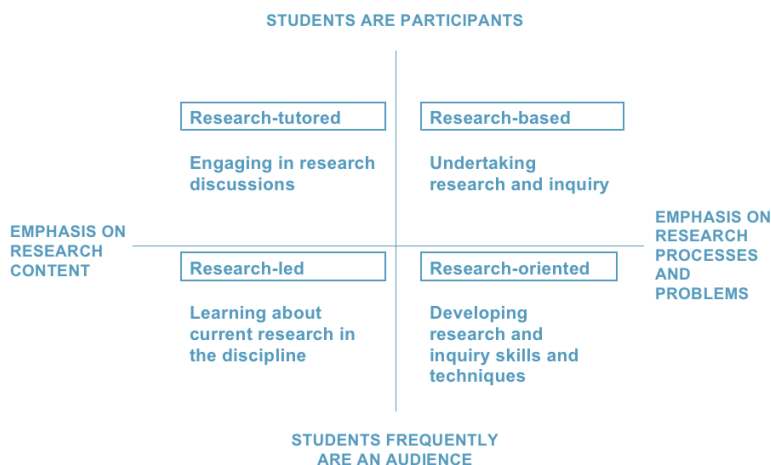 STUDENTS ARE PARTICIPANTS
Research-tutored
Engaging in research
discussions
Research-based
Undertaking
research and inquiry
EMPHASIS ON
RESEARCH
CONTENT
EMPHASIS ON
RESEARCH
PROCESSES
AND
PROBLEMS
Research-led
Learning about
current research in
the discipline
Research-oriented
Developing
research and
inquiry skills and
techniques
STUDENTS FREQUENTLY
ARE AN AUDIENCE